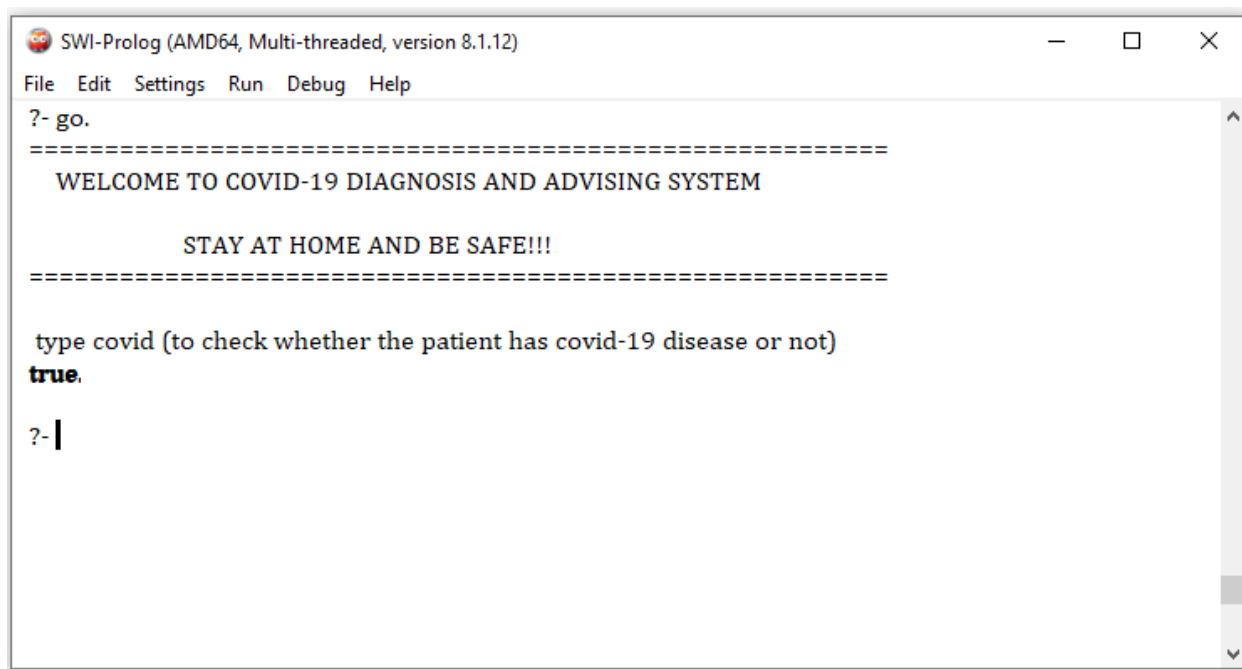 SWI-Prolog (AMD64, Multi-threaded, version 8.1.12)
File Edit Settings Run Debug Help
?- go.
=========================================================
WELCOME TO COVID-19 DIAGNOSIS AND ADVISING SYSTEM
STAY AT HOME AND BE SAFE!!!
=========================================================
type covid (to check whether the patient has covid-19 disease or not)
true.
?-